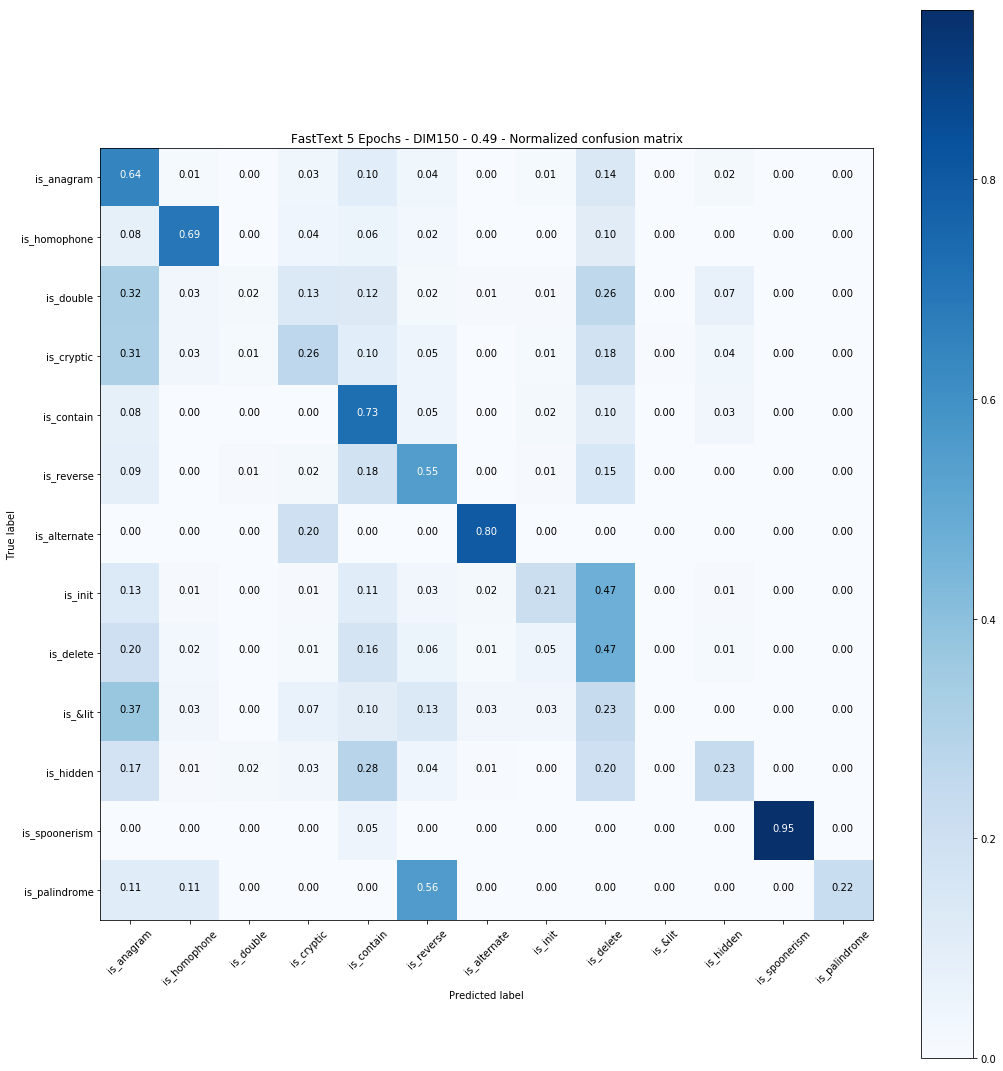 FastText 5 Epochs - DIM150 - 0.49 - Normalized confusion matrix
is_anagram 0.64 0.01 0.00 0.03 0.10 0.04 0.00 0.01 0.14 0.00 0.02 0.00 0.00
is_homophone 0.08 0.69 0.00 0.04 0.06 0.02 0.00 0.00 0.10 0.00 0.00 0.00 0.00
is_double 0.32 0.03 0.02 0.13 0.12 0.02 0.01 0.01 0.26 0.00 0.07 0.00 0.00
is_cryptic 0.31 0.03 0.01 0.26 0.10 0.05 0.00 0.01 0.18 0.00 0.04 0.00 0.00
is_contain 0.08 0.00 0.00 0.00 0.73 0.05 0.00 0.02 0.10 0.00 0.03 0.00 0.00
is_reverse 0.09 0.00 0.01 0.02 0.18 0.55 0.00 0.01 0.15 0.00 0.00 0.00 0.00
is_alternate 0.00 0.00 0.00 0.20 0.00 0.00 0.80 0.00 0.00 0.00 0.00 0.00 0.00
is_init 0.13 0.01 0.00 0.01 0.11 0.03 0.02 0.21 0.47 0.00 0.01 0.00 0.00
is_delete 0.20 0.02 0.00 0.01 0.16 0.06 0.01 0.05 0.47 0.00 0.01 0.00 0.00
is_&lit 0.37 0.03 0.00 0.07 0.10 0.13 0.03 0.03 0.23 0.00 0.00 0.00 0.00
is_hidden 0.17 0.01 0.02 0.03 0.28 0.04 0.01 0.00 0.20 0.00 0.23 0.00 0.00
is_spoonerism 0.00 0.00 0.00 0.00 0.05 0.00 0.00 0.00 0.00 0.00 0.00 0.95 0.00
is_palindrome 0.11 0.11 0.00 0.00 0.00 0.56 0.00 0.00 0.00 0.00 0.00 0.00 0.22
True label
is_anagram is_homophone is_double is_cryptic is_contain is_reverse is_alternate is_init is_delete is_&lit is_hidden is_spoonerism is_palindrome
Predicted label
0.8
0.6
0.4
0.2
0.0